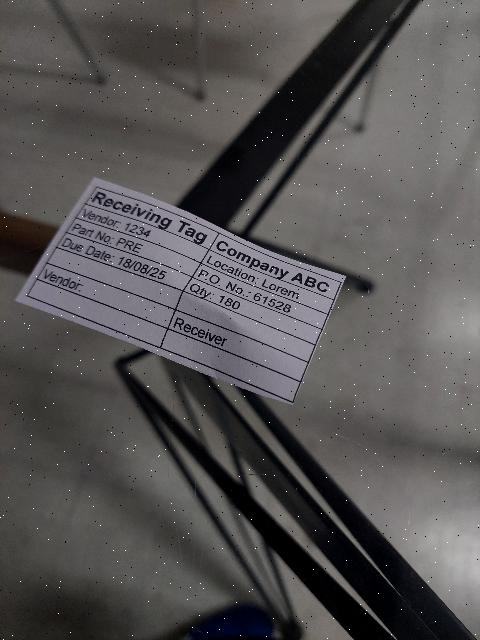 Receiving Tag Company ABC
Vendor: 1234 Location: Lorem
Part No: PRE P.O. No.: 61528
Due Date: 18/08/25 Qty: 180
Vendor: Receiver